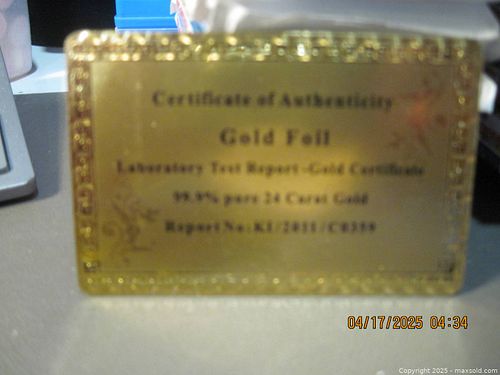 Certificate of Authenticity
Gold Foil
Laboratory Test Report-Gold Certificate
99.9% pure 24 Carat Gold
Report No:KI/2011/C0359
04/17/2025 04:34
Copyright 2025 - maxsold.com